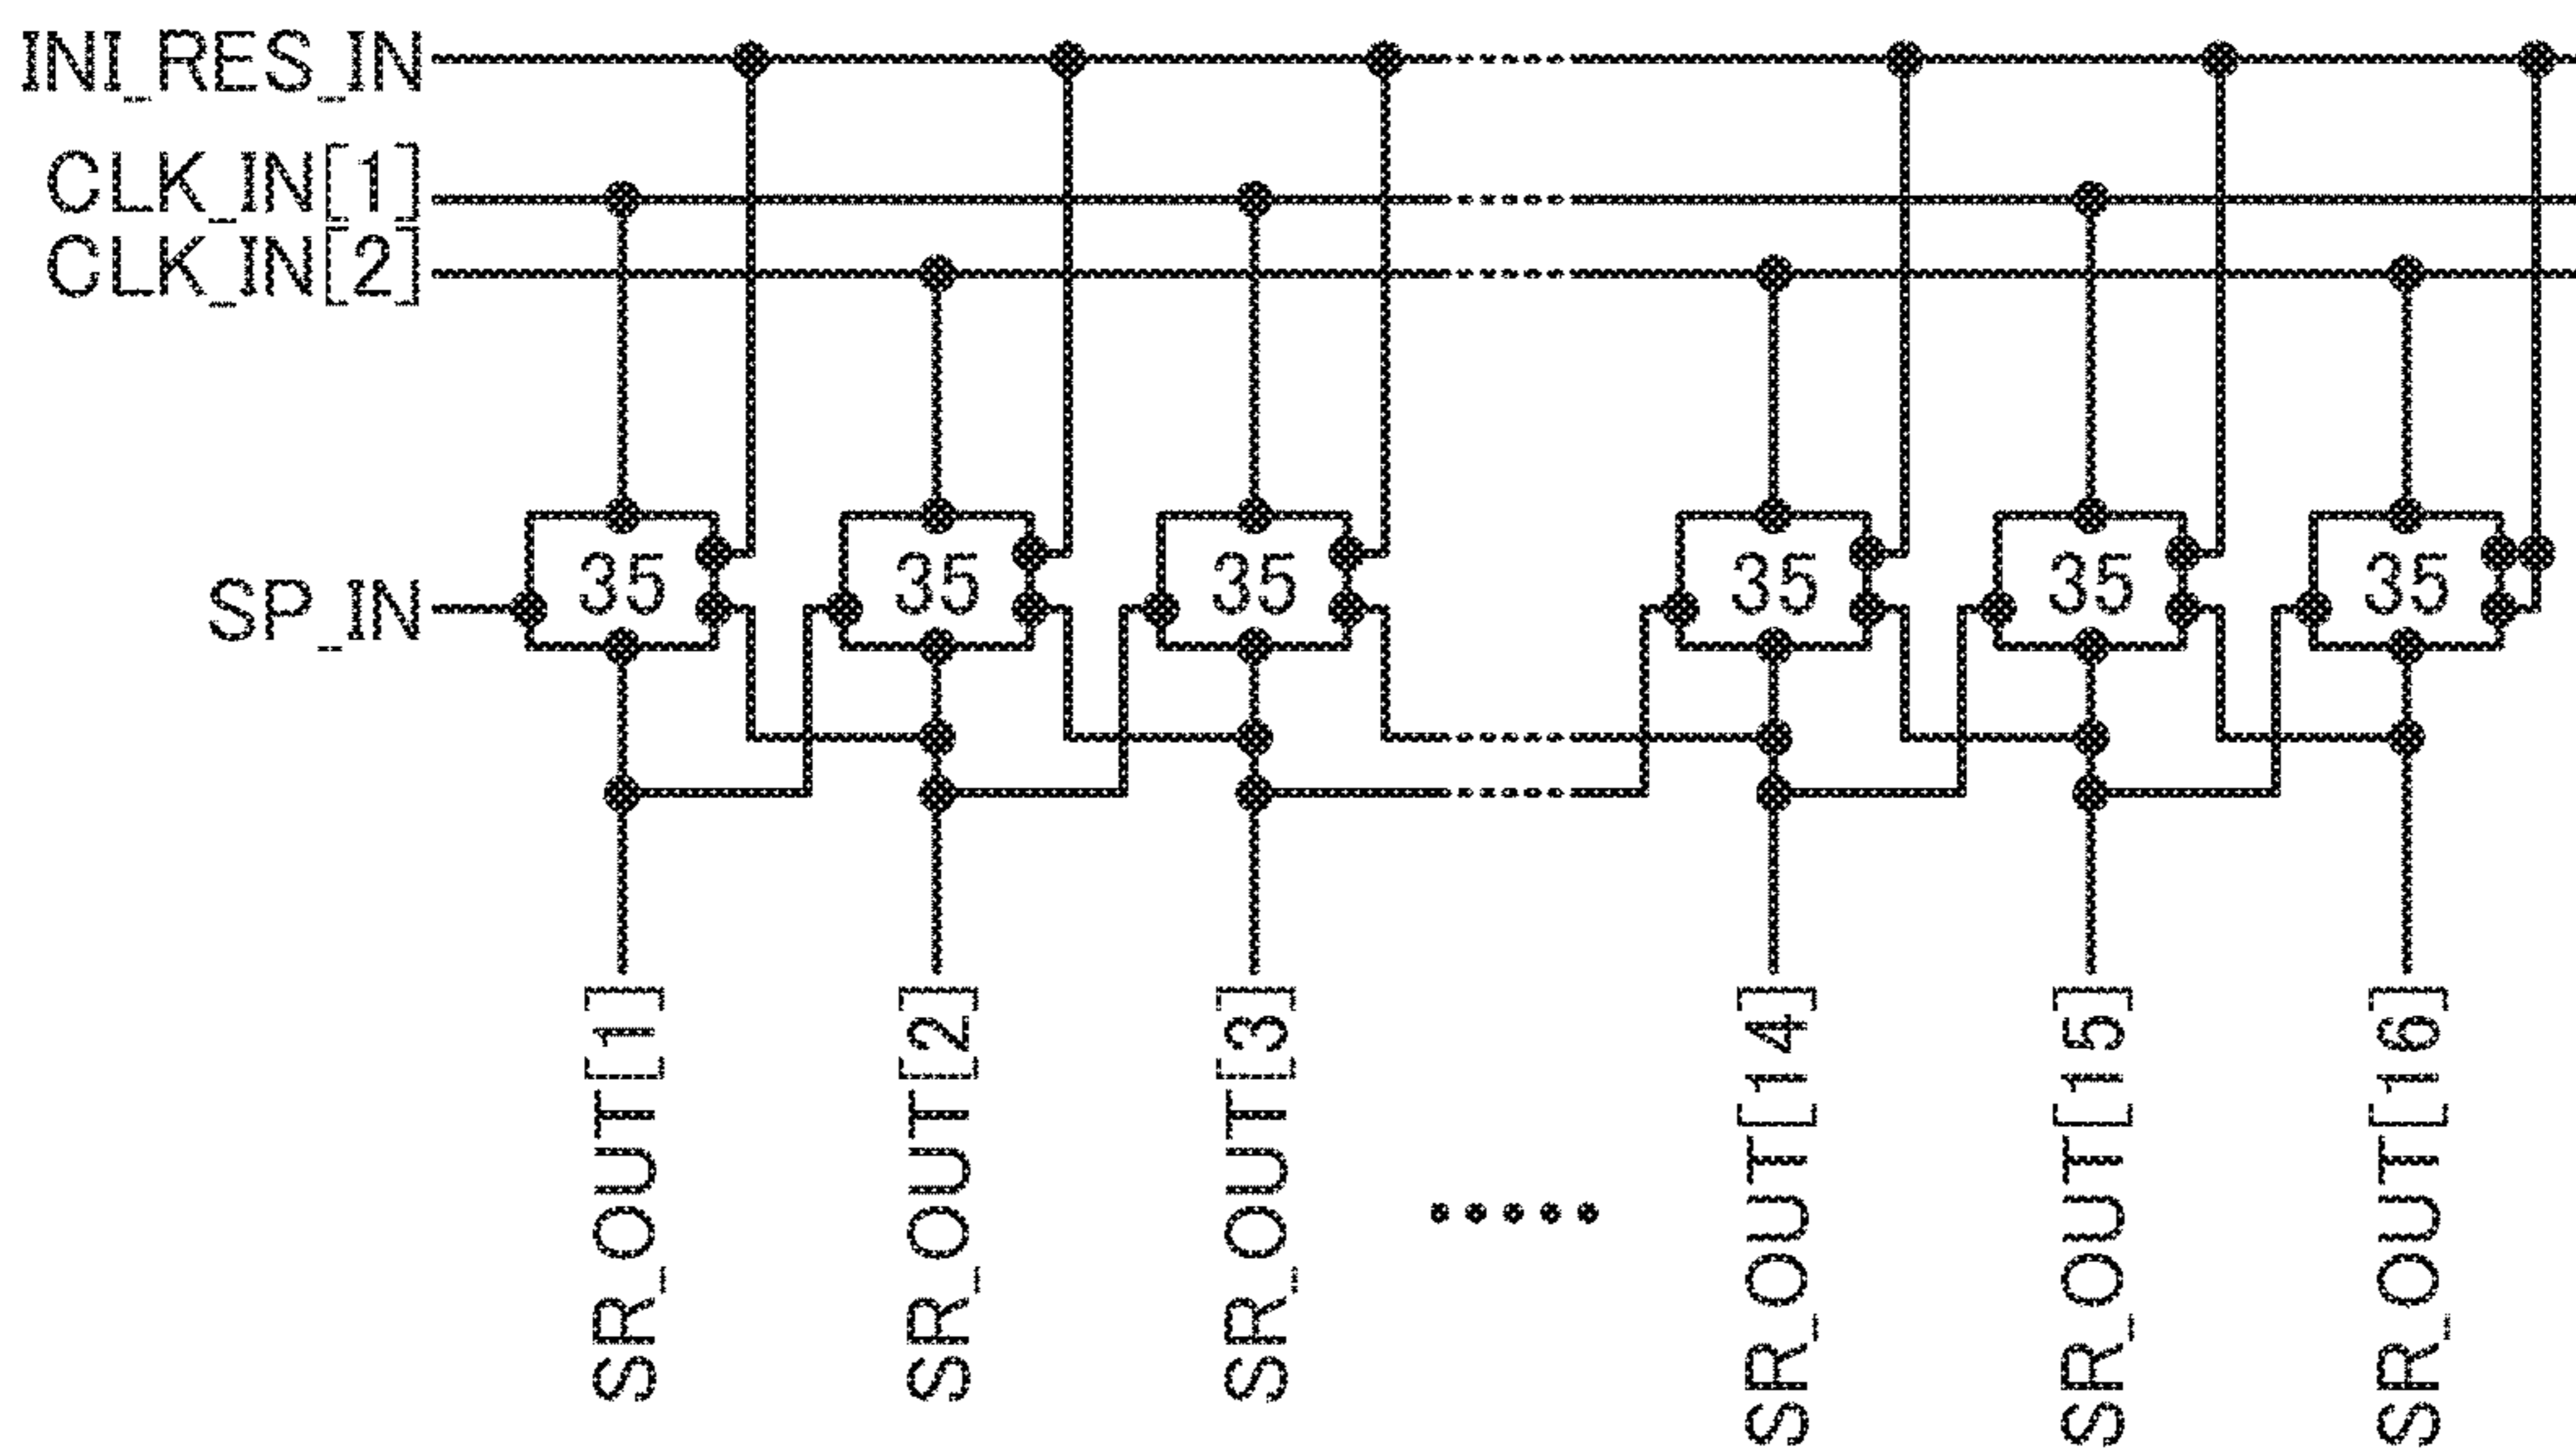 INI_RES_IN
CLK_IN[1]
CLK_IN[2]
SP_IN
35
35
35
35
35
35
SR_OUT[1]
SR_OUT[2]
SR_OUT[3]
SR_OUT[14]
SR_OUT[15]
SR_OUT[16]